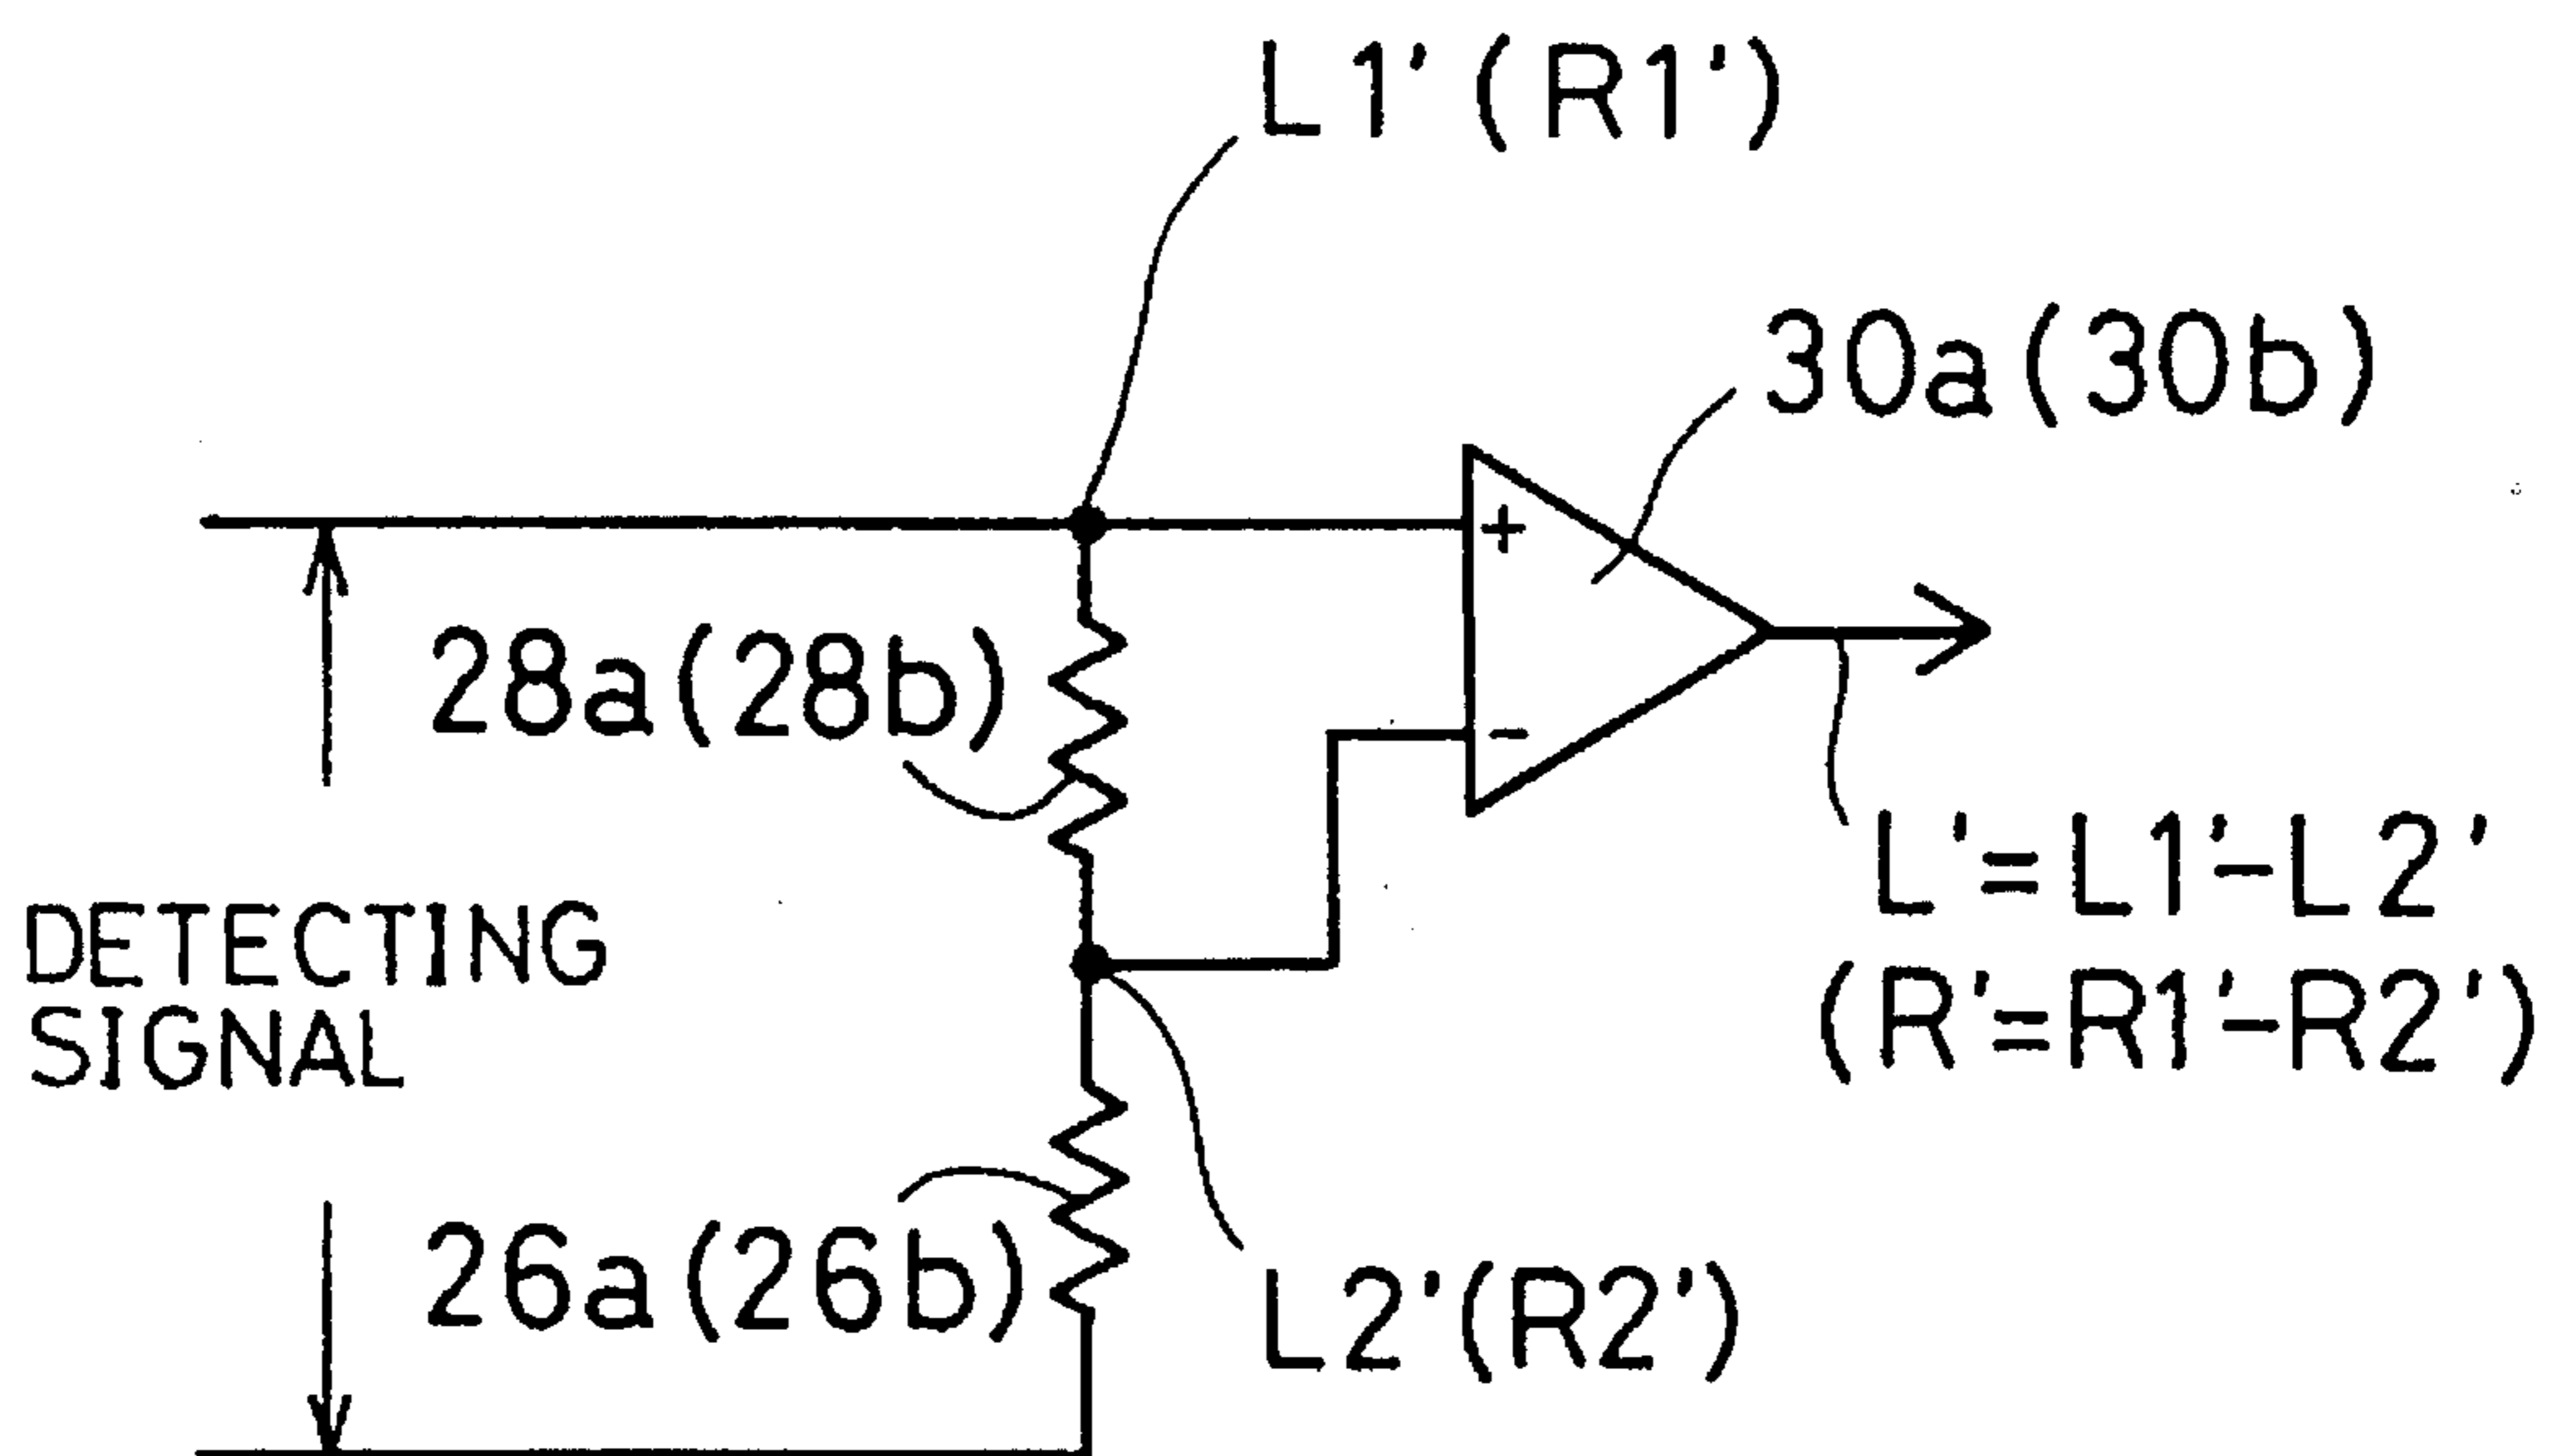 L1'(R1')
30a(30b)
+
28a(28b)
-
L'=L1'-L2'
(R'=R1'-R2')
DETECTING
SIGNAL
26a(26b)
L2'(R2')